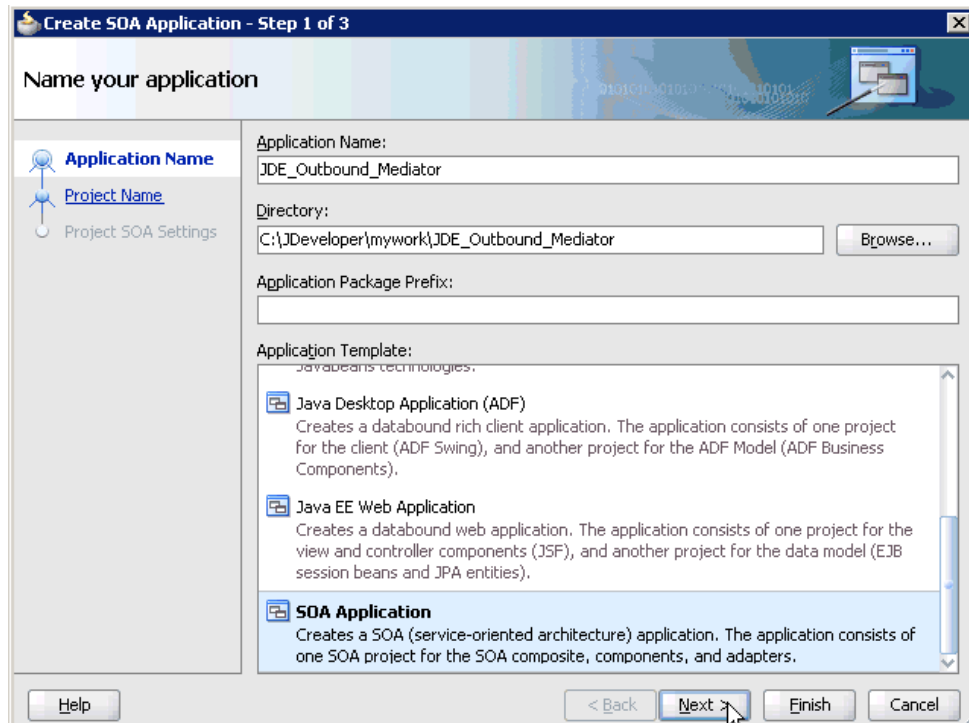 Create SOA Application - Step 1 of 3
Name your application
Application Name
Project Name
Project SOA Settings
Application Name:
JDE_Outbound_Mediator
Directory:
C:\JDeveloper\mywork\JDE_Outbound_Mediator
Browse...
Application Package Prefix:
Application Template:
Javabeans technologies.
Java Desktop Application (ADF)
Creates a databound rich client application. The application consists of one project
for the client (ADF Swing), and another project for the ADF Model (ADF Business
Components).
Java EE Web Application
Creates a databound web application. The application consists of one project for the
view and controller components (JSF), and another project for the data model (EJB
session beans and JPA entities).
SOA Application
Creates a SOA (service-oriented architecture) application. The application consists of
one SOA project for the SOA composite, components, and adapters.
Help
< Back
Next >
Finish
Cancel